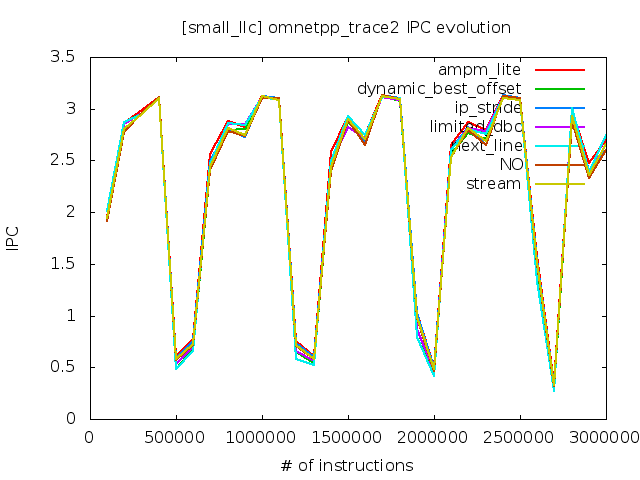 [small_llc] omnetpp_trace2 IPC evolution
3.5
3
2.5
2
1.5
1
0.5
0
IPC
ampm_lite
dynamic_best_offset
ip_stride
limited_dbo
next_line
NO
stream
0 500000 1000000 1500000 2000000 2500000 3000000
# of instructions